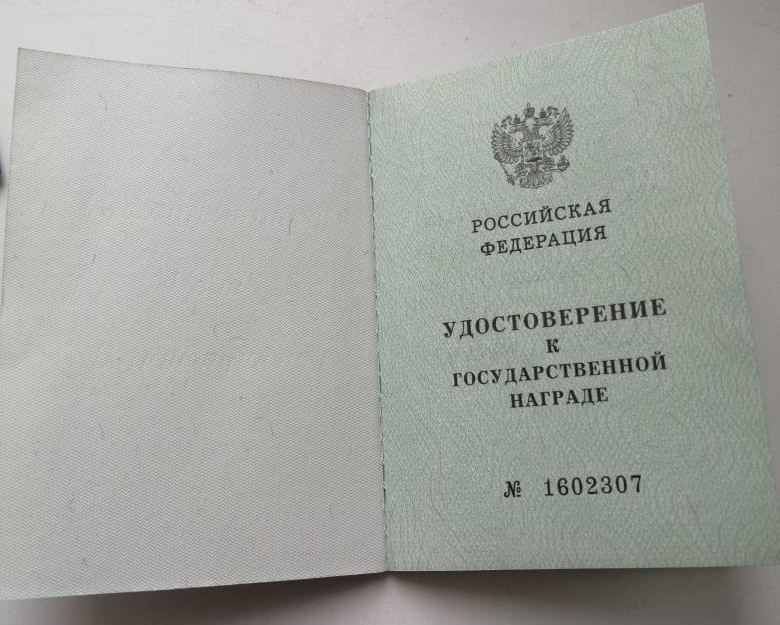 РОССИЙСКАЯ
ФЕДЕРАЦИЯ
УДОСТОВЕРЕНИЕ
К
ГОСУДАРСТВЕННОЙ
НАГРАДЕ
№ 1602307